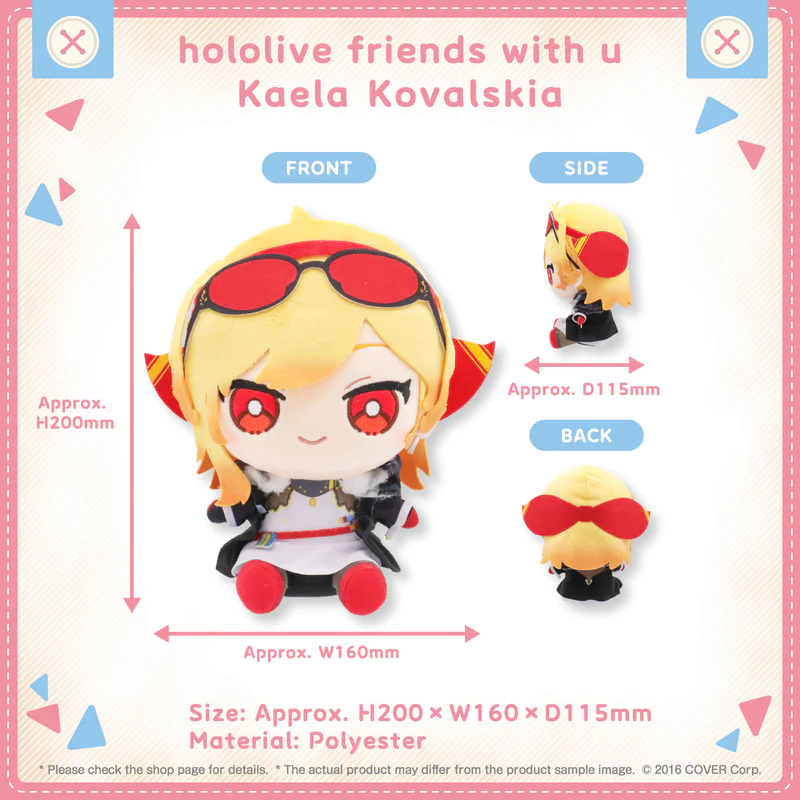 hololive friends with u
Kaela Kovalskia
FRONT
SIDE
Approx.
H200mm
Approx. D115mm
BACK
Approx. W160mm
Size: Approx. H200×W160×D115mm
Material: Polyester
* Please check the shop page for details. * The actual product may differ from the product sample image. © 2016 COVER Corp.